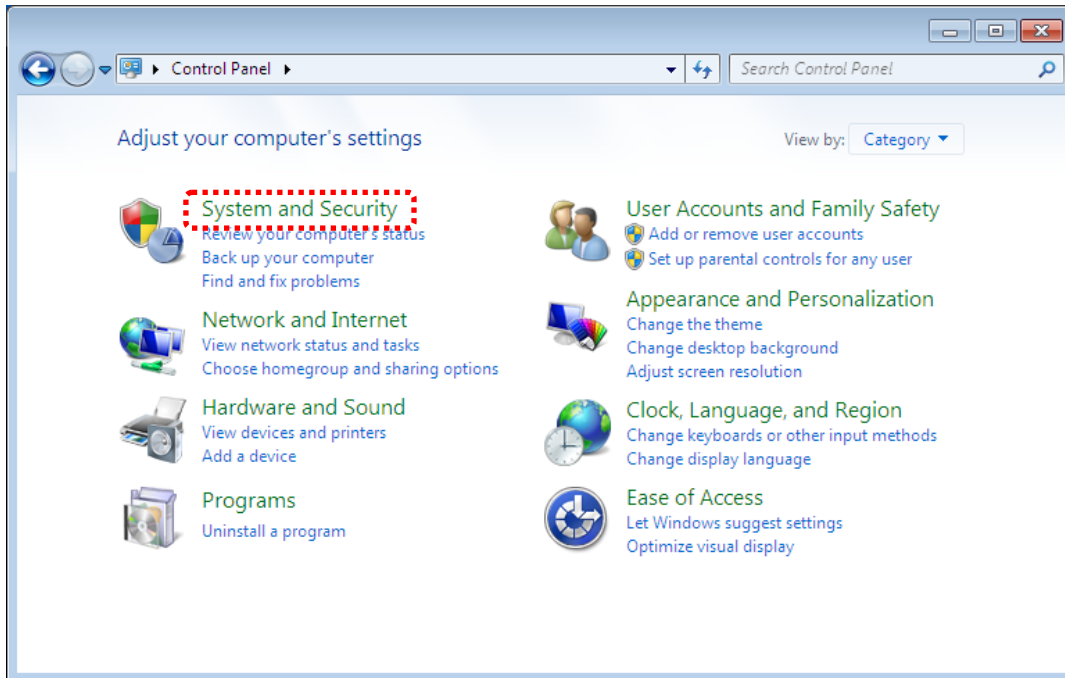 Control Panel
Search Control Panel
Adjust your computer's settings
View by: Category
System and Security
Review your computer's status
Back up your computer
Find and fix problems
Network and Internet
View network status and tasks
Choose homegroup and sharing options
Hardware and Sound
View devices and printers
Add a device
Programs
Uninstall a program
User Accounts and Family Safety
Add or remove user accounts
Set up parental controls for any user
Appearance and Personalization
Change the theme
Change desktop background
Adjust screen resolution
Clock, Language, and Region
Change keyboards or other input methods
Change display language
Ease of Access
Let Windows suggest settings
Optimize visual display